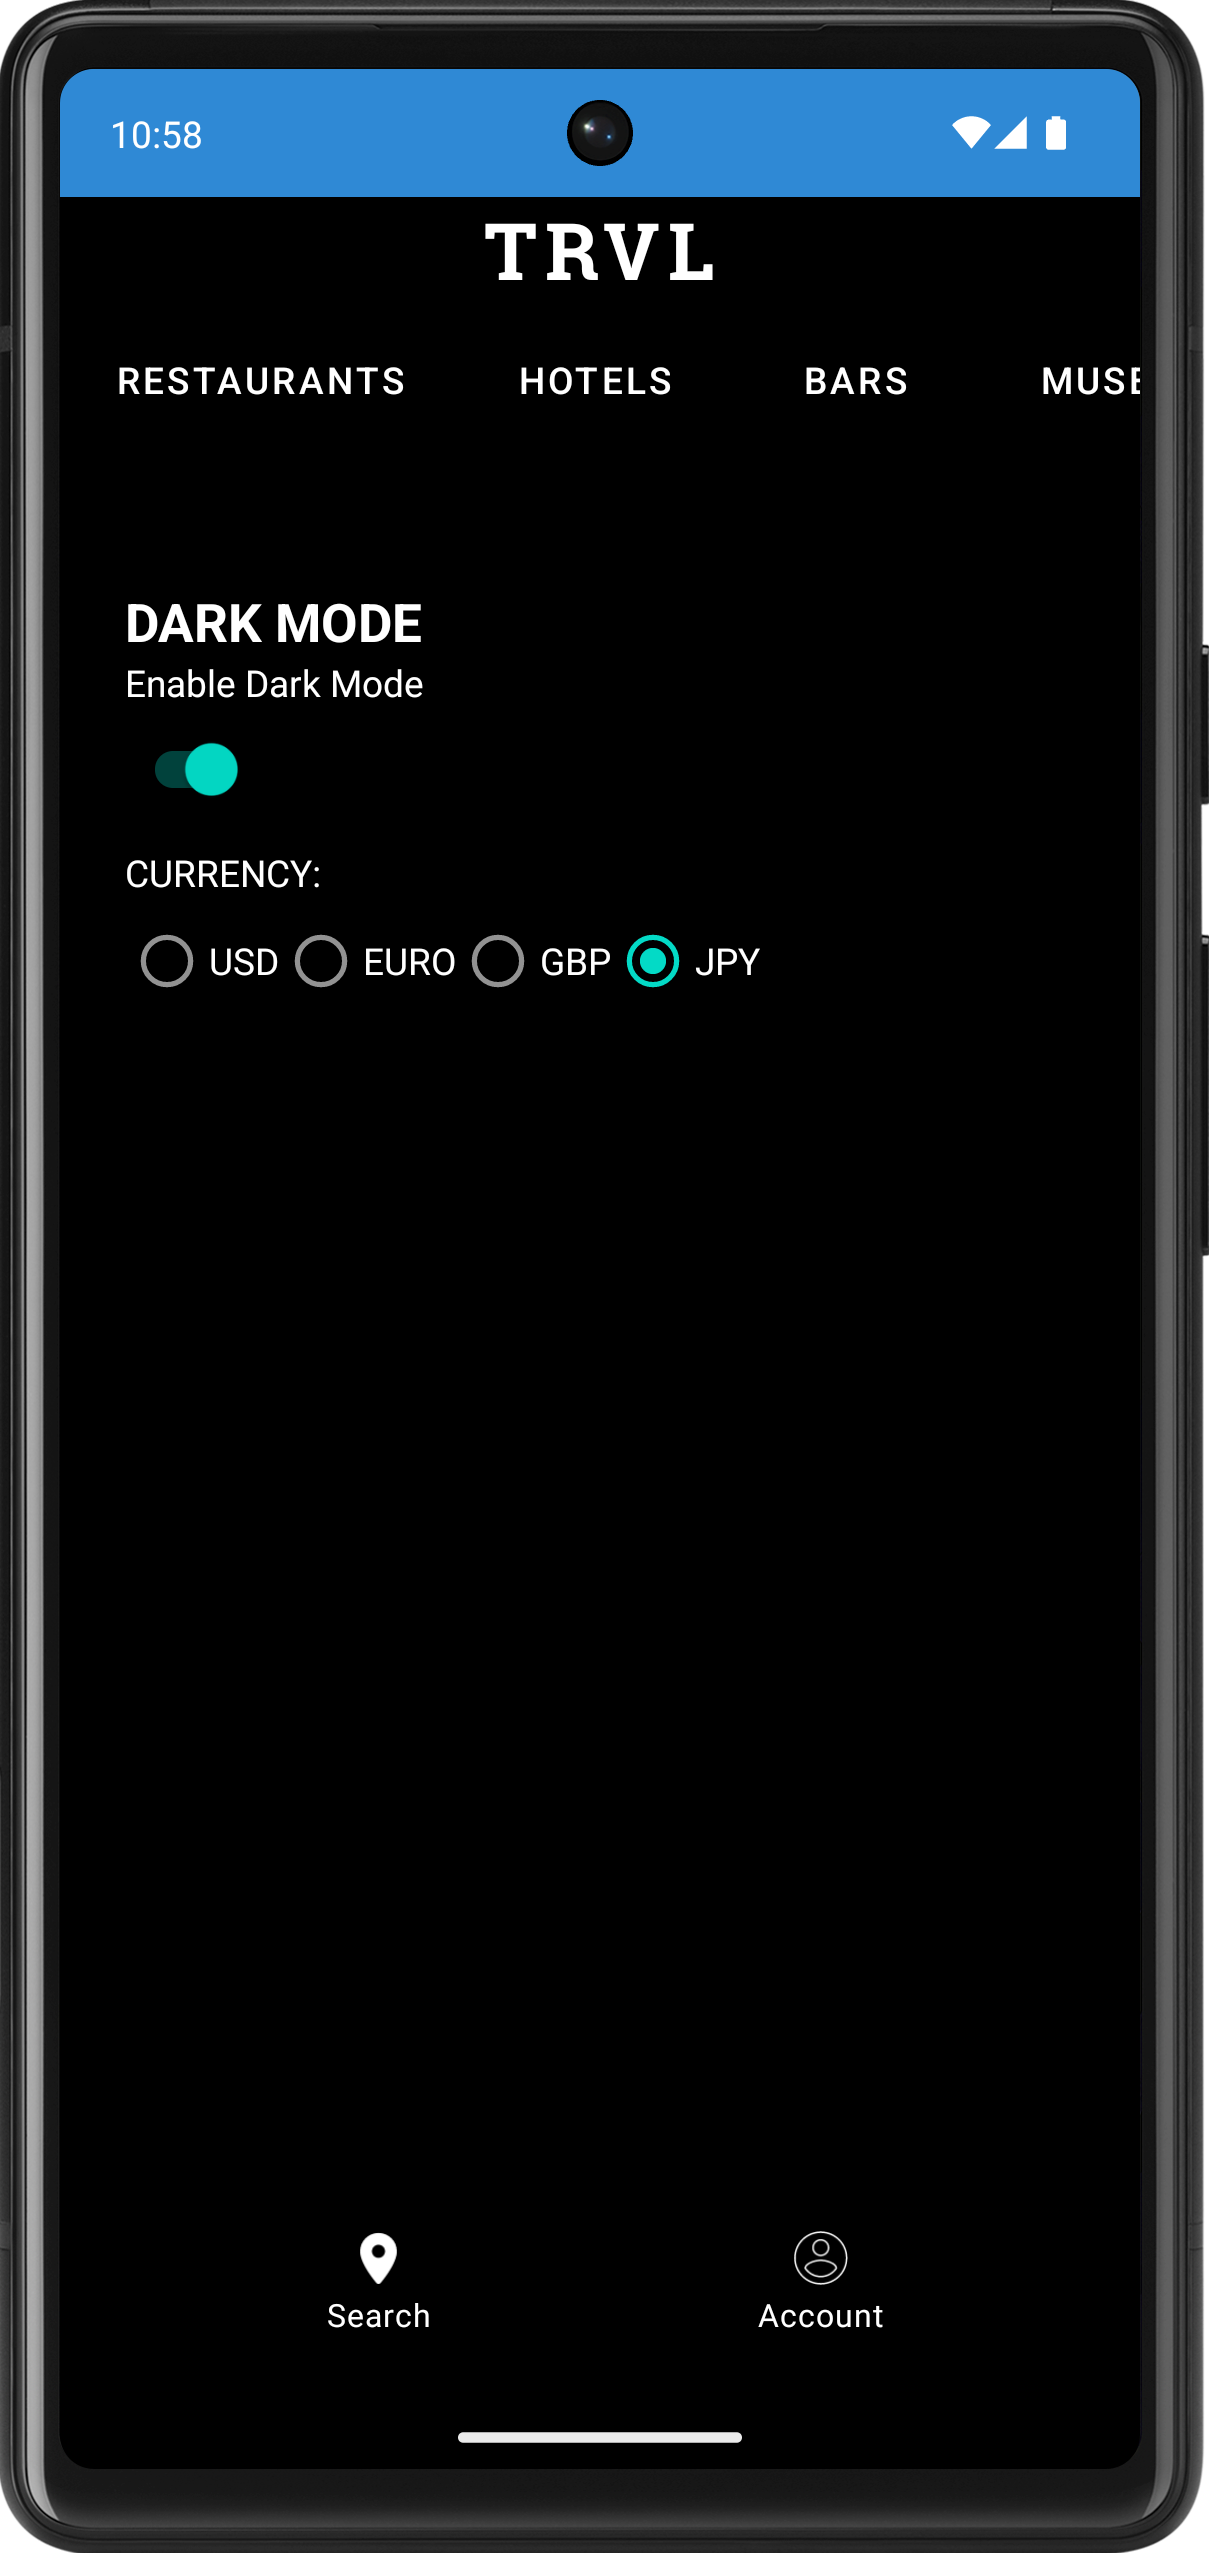 10:58
TRVL
RESTAURANTS HOTELS BARS MUSE
DARK MODE
Enable Dark Mode
CURRENCY:
USD EURO GBP JPY
Search Account